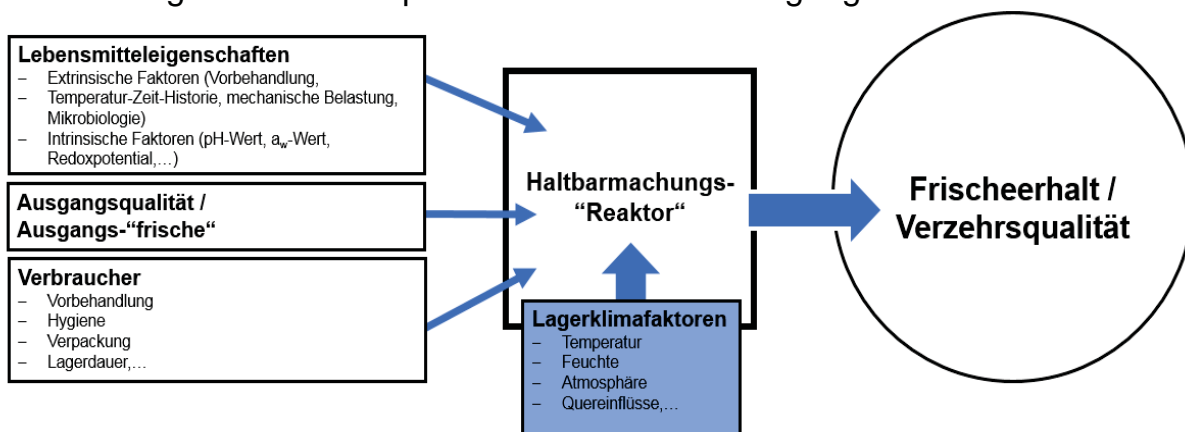 Lebensmitteleigenschaften
– Extrinsische Faktoren (Vorbehandlung,
– Temperatur-Zeit-Historie, mechanische Belastung,
Mikrobiologie)
– Intrinsische Faktoren (pH-Wert, aw-Wert,
Redoxpotential,…)
Ausgangsqualität /
Ausgangs-“frische“
Verbraucher
– Vorbehandlung
– Hygiene
– Verpackung
– Lagerdauer,…
Haltbarmachungs-
“Reaktor“
Lagerklimafaktoren
– Temperatur
– Feuchte
– Atmosphäre
– Quereinflüsse,…
Frischeerhalt /
Verzehrsqualität